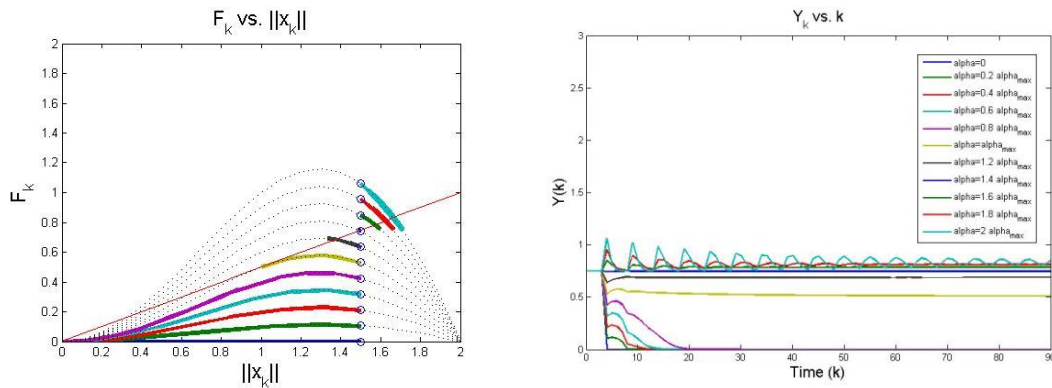 F_k vs. ||x_k||
2
1.8
1.6
1.4
1.2
1
0.8
0.6
0.4
0.2
0
F_k
0 0.2 0.4 0.6 0.8 1 1.2 1.4 1.6 1.8 2
||x_k||
Y_k vs. k
3
2.5
2
1.5
1
0.5
0
Y(k)
0 10 20 30 40 50 60 70 80 90
Time (k)
alpha=0
alpha=0.2 alpha_max
alpha=0.4 alpha_max
alpha=0.6 alpha_max
alpha=0.8 alpha_max
alpha=alpha_max
alpha=1.2 alpha_max
alpha=1.4 alpha_max
alpha=1.6 alpha_max
alpha=1.8 alpha_max
alpha=2 alpha_max